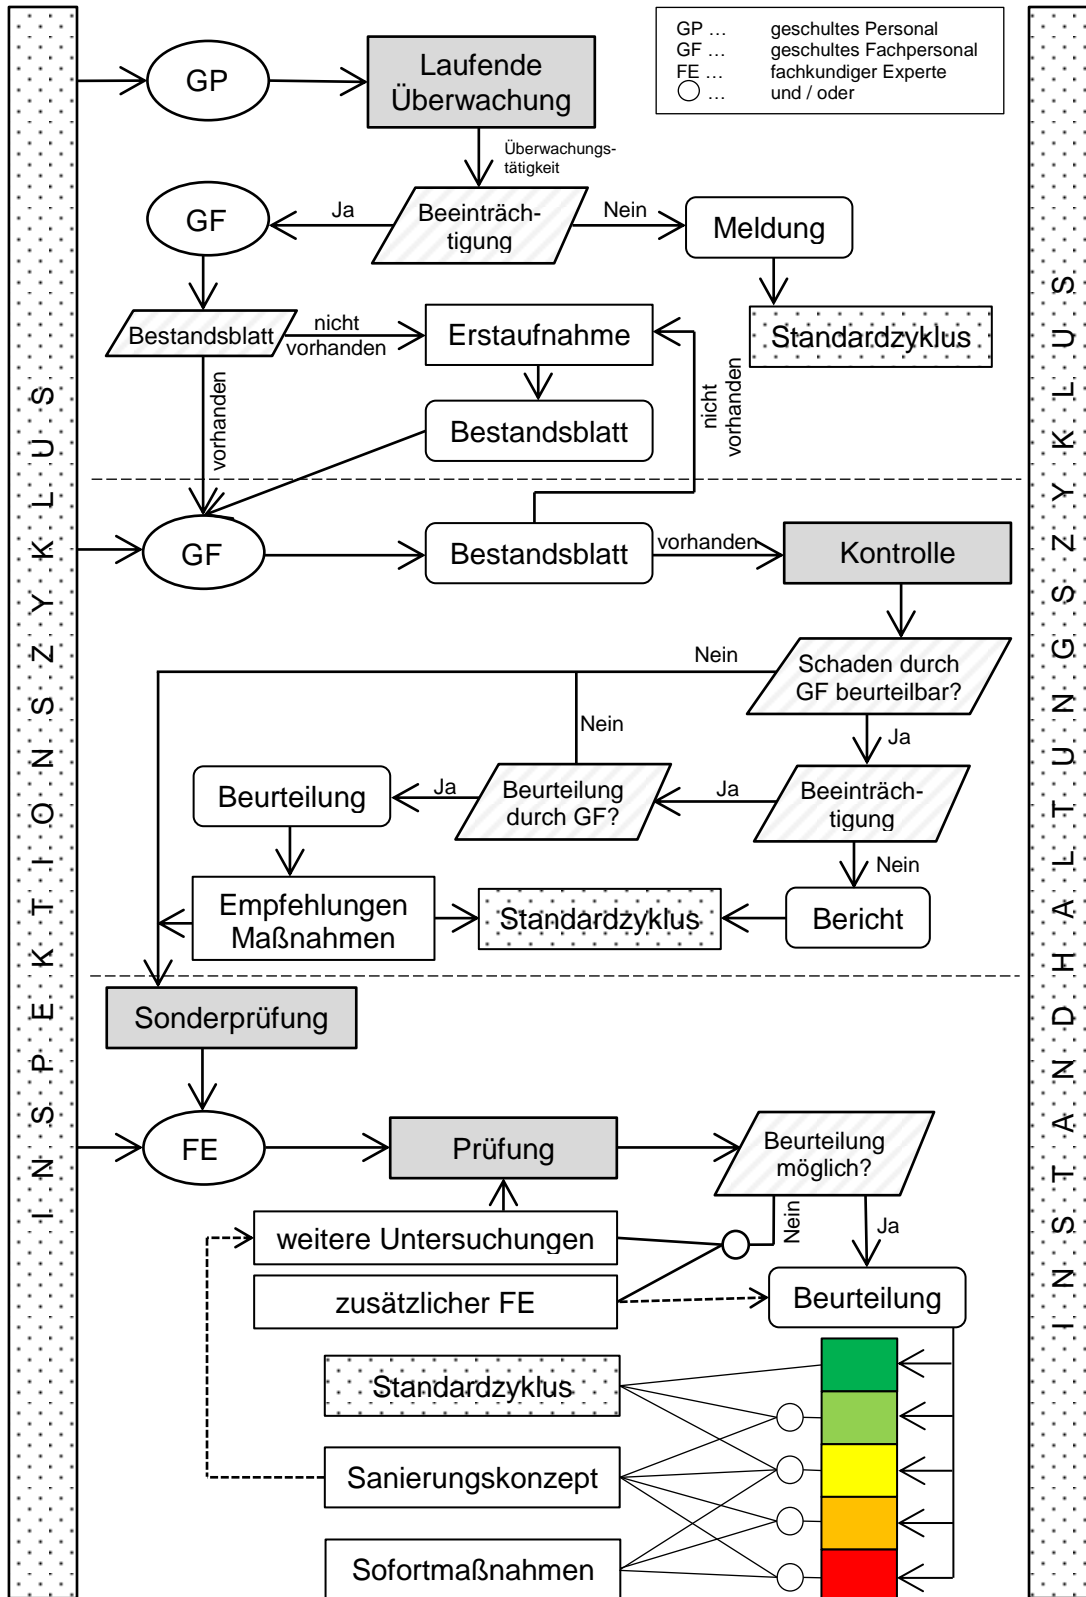 GP ... geschultes Personal
GF ... geschultes Fachpersonal
FE ... fachkundiger Experte
... und / oder
INSPEKTIONSZYKLUS
INSTANDHALTUNGSZYKLUS
GP
Laufende
Überwachung
Überwachungs-
tätigkeit
GF
Ja
Beeinträch-
tigung
Nein
Meldung
Standardzyklus
Bestandsblatt
nicht
vorhanden
Erstaufnahme
vorhanden
Bestandsblatt
nicht
vorhanden
GF
Bestandsblatt
vorhanden
Kontrolle
Nein
Schaden durch
GF beurteilbar?
Nein
Ja
Beurteilung
Ja
Beurteilung
durch GF?
Ja
Beeinträch-
tigung
Nein
Empfehlungen
Maßnahmen
Standardzyklus
Bericht
Sonderprüfung
FE
Prüfung
Beurteilung
möglich?
Nein
Ja
weitere Untersuchungen
zusätzlicher FE
Beurteilung
Standardzyklus
Sanierungskonzept
Sofortmaßnahmen